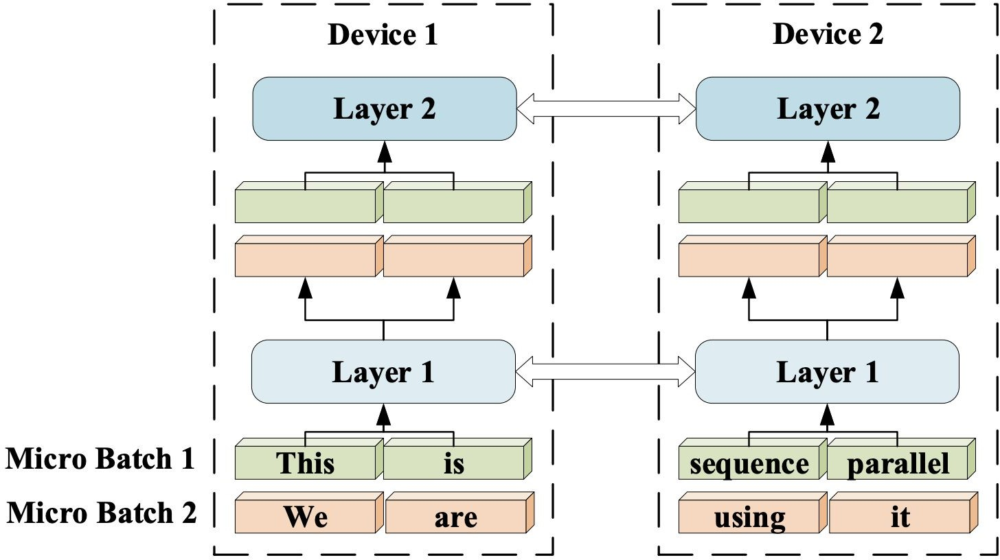 Device 1
Device 2
Layer 2
Layer 2
Layer 1
Layer 1
Micro Batch 1
This
is
sequence
parallel
Micro Batch 2
We
are
using
it